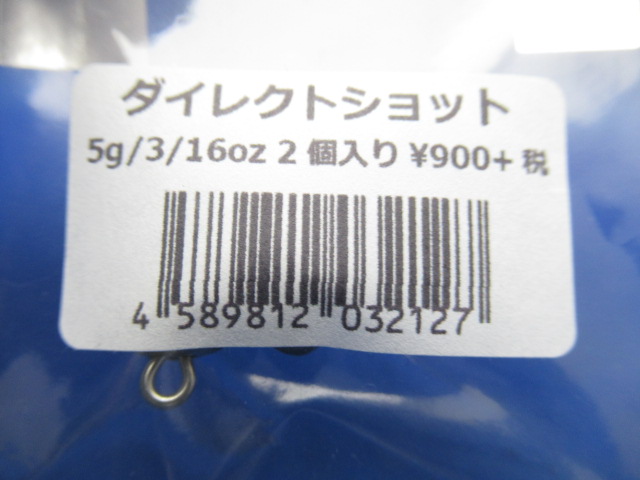 ダイレクトショット
5g/3/16oz 2 個入り ¥900+ 税
4 589812 032127